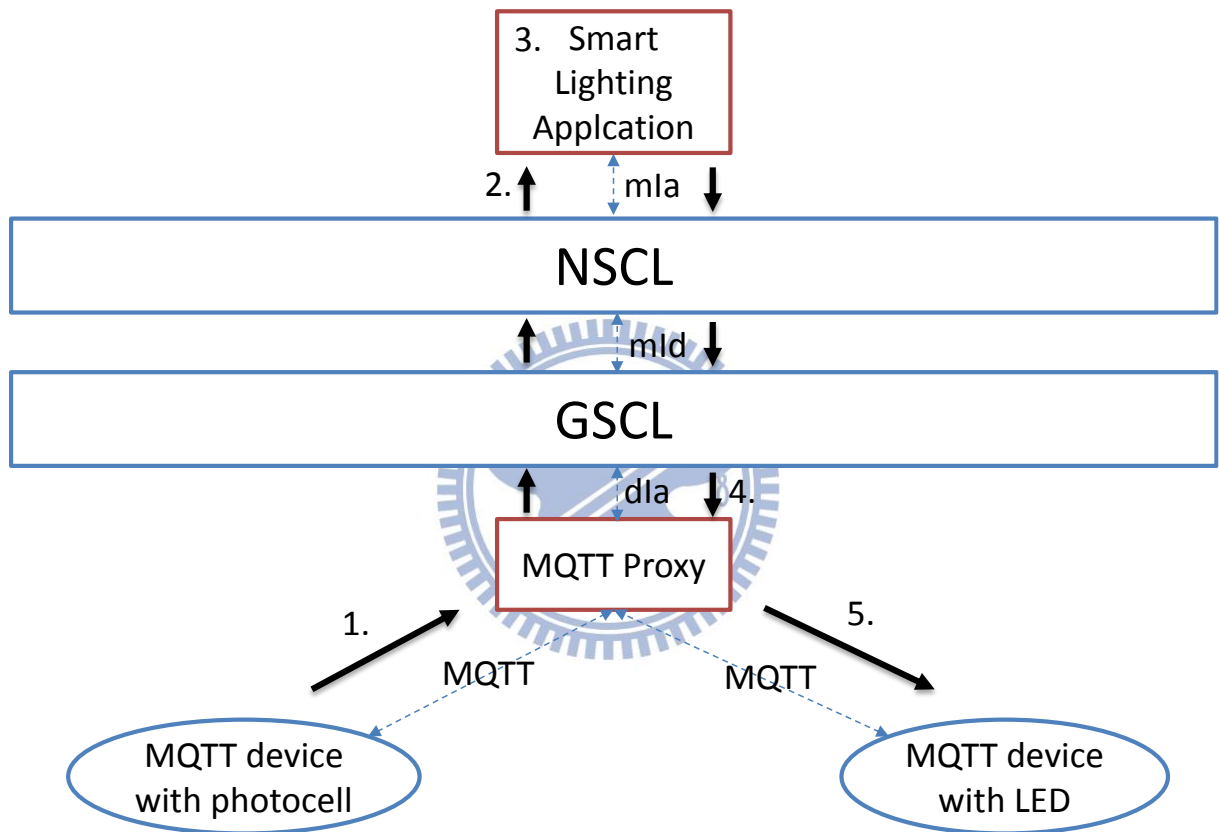 3. Smart
Lighting
Applcation
2.
mIa
NSCL
mId
GSCL
dIa
4.
MQTT Proxy
1.
5.
MQTT
MQTT
MQTT device
with photocell
MQTT device
with LED